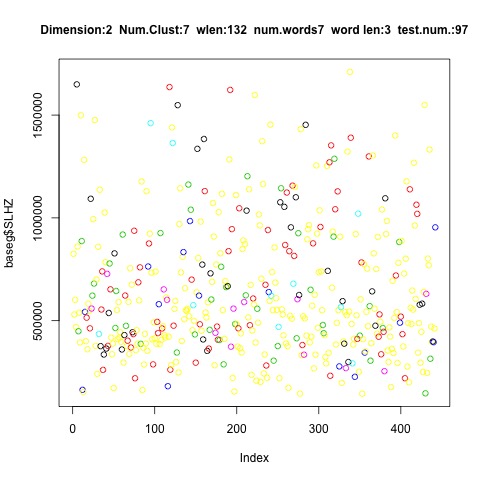 Dimension:2 Num.Clust:7 wlen:132 num.words7 word len:3 test.num.:97
1500000
1000000
500000
baseg$SLHZ
0 100 200 300 400
Index